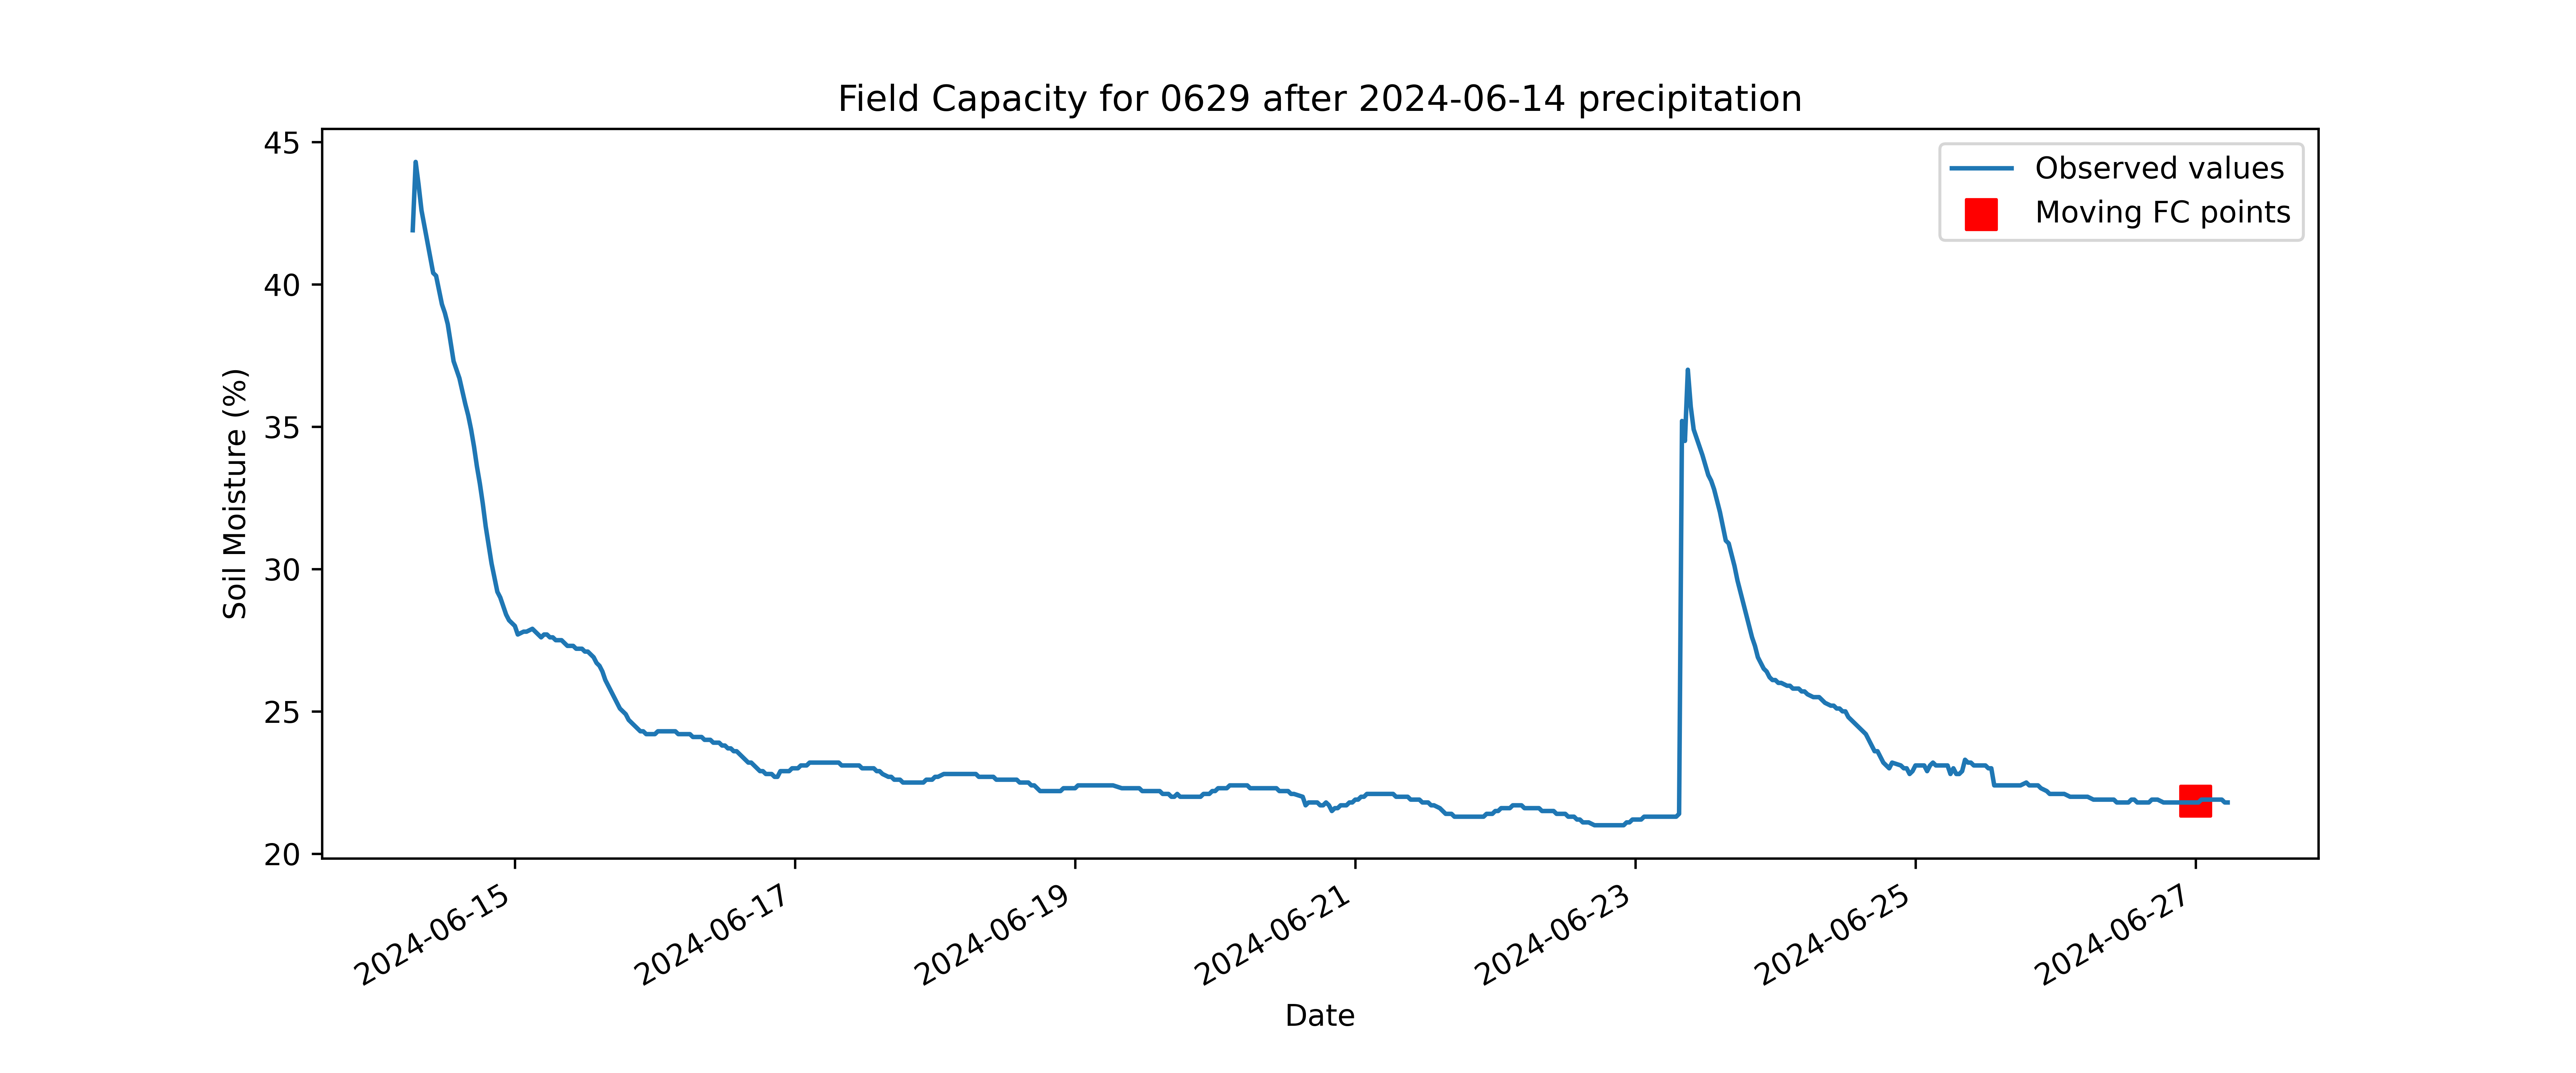 Field Capacity for 0629 after 2024-06-14 precipitation
Observed values
Moving FC points
Soil Moisture (%)
45
40
35
30
25
20
2024-06-15
2024-06-17
2024-06-19
2024-06-21
2024-06-23
2024-06-25
2024-06-27
Date